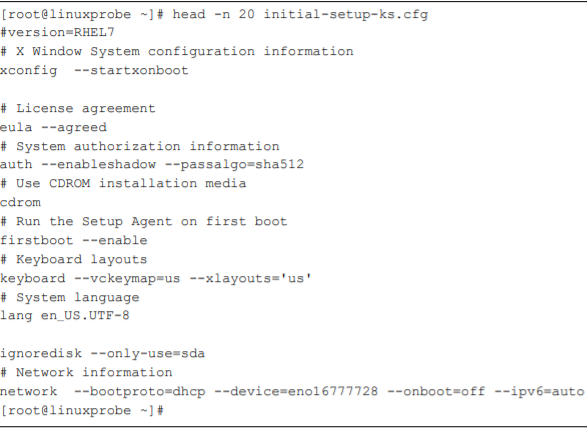 [root@linuxprobe ~]# head -n 20 initial-setup-ks.cfg
#version=RHEL7
# X Window System configuration information
xconfig  --startxonboot

# License agreement
eula --agreed
# System authorization information
auth --enableshadow --passalgo=sha512
# Use CDROM installation media
cdrom
# Run the Setup Agent on first boot
firstboot --enable
# Keyboard layouts
keyboard --vckeymap=us --xlayouts='us'
# System language
lang en_US.UTF-8

ignoredisk --only-use=sda
# Network information
network  --bootproto=dhcp --device=eno16777728 --onboot=off --ipv6=auto
[root@linuxprobe ~]#